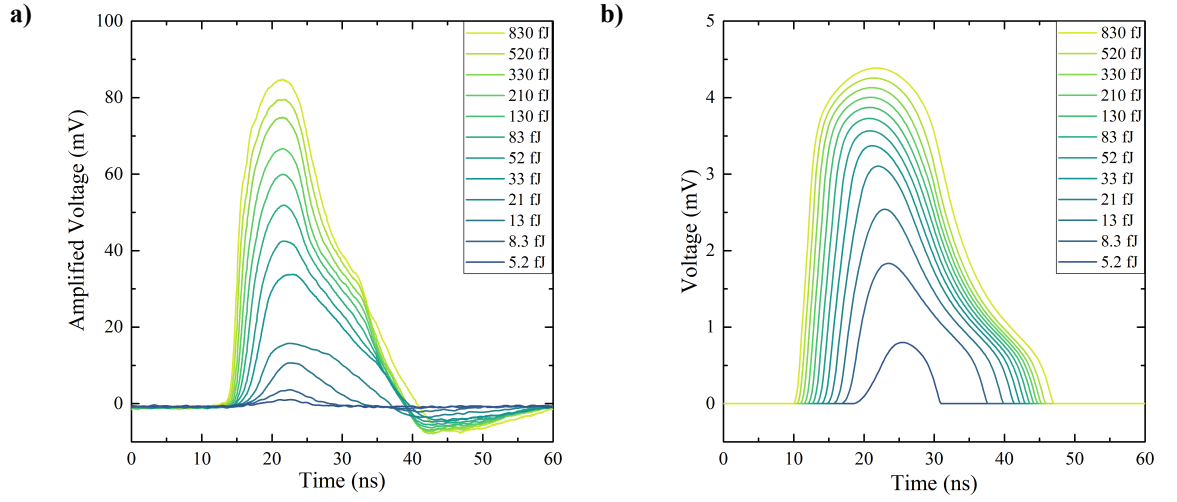 a)
100
80
60
40
20
0
Amplified Voltage (mV)
0 10 20 30 40 50 60
Time (ns)
830 fJ
520 fJ
330 fJ
210 fJ
130 fJ
83 fJ
52 fJ
33 fJ
21 fJ
13 fJ
8.3 fJ
5.2 fJ
b)
5
4
3
2
1
0
Voltage (mV)
0 10 20 30 40 50 60
Time (ns)
830 fJ
520 fJ
330 fJ
210 fJ
130 fJ
83 fJ
52 fJ
33 fJ
21 fJ
13 fJ
8.3 fJ
5.2 fJ